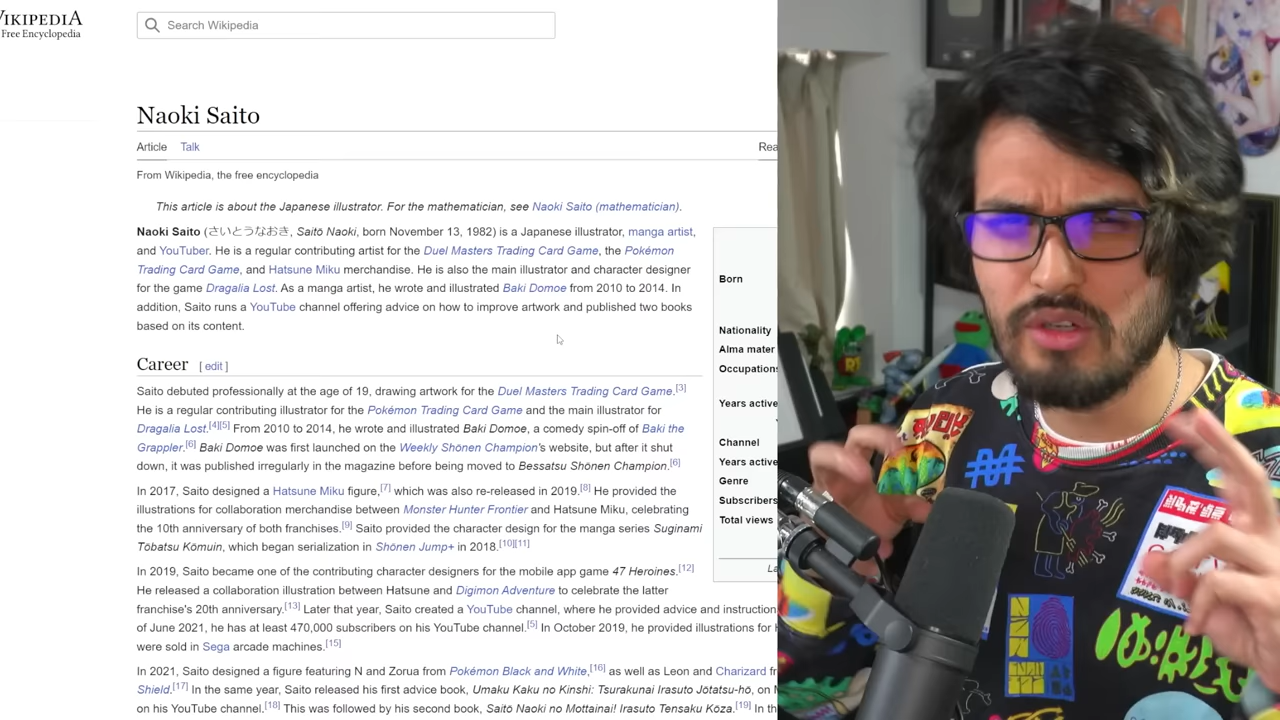 WIKIPEDIA
Free Encyclopedia
Search Wikipedia
Naoki Saito
Article Talk
From Wikipedia, the free encyclopedia
This article is about the Japanese illustrator. For the mathematician, see Naoki Saito (mathematician).
Naoki Saito (さいとうなおき, Saitō Naoki, born November 13, 1982) is a Japanese illustrator, manga artist,
and YouTuber. He is a regular contributing artist for the Duel Masters Trading Card Game, the Pokémon
Trading Card Game, and Hatsune Miku merchandise. He is also the main illustrator and character designer
for the game Dragalia Lost. As a manga artist, he wrote and illustrated Baki Domoe from 2010 to 2014. In
addition, Saito runs a YouTube channel offering advice on how to improve artwork and published two books
based on its content.
Career [ edit ]
Saito debuted professionally at the age of 19, drawing artwork for the Duel Masters Trading Card Game.[3]
He is a regular contributing illustrator for the Pokémon Trading Card Game and the main illustrator for
Dragalia Lost.[4][5] From 2010 to 2014, he wrote and illustrated Baki Domoe, a comedy spin-off of Baki the
Grappler.[6] Baki Domoe was first launched on the Weekly Shōnen Champion's website, but after it shut
down, it was published irregularly in the magazine before being moved to Bessatsu Shōnen Champion.[6]
In 2017, Saito designed a Hatsune Miku figure,[7] which was also re-released in 2019.[8] He provided the
illustrations for collaboration merchandise between Monster Hunter Frontier and Hatsune Miku, celebrating
the 10th anniversary of both franchises.[9] Saito provided the character design for the manga series Suginami
Tōbatsu Kōmuin, which began serialization in Shōnen Jump+ in 2018.[10][11]
In 2019, Saito became one of the contributing character designers for the mobile app game 47 Heroines.[12]
He released a collaboration illustration between Hatsune and Digimon Adventure to celebrate the latter
franchise's 20th anniversary.[13] Later that year, Saito created a YouTube channel, where he provided advice and instruction
of June 2021, he has at least 470,000 subscribers on his YouTube channel.[5] In October 2019, he provided illustrations for
were sold in Sega arcade machines.[15]
In 2021, Saito designed a figure featuring N and Zorua from Pokémon Black and White,[16] as well as Leon and Charizard
Shield.[17] In the same year, Saito released his first advice book, Umaku Kaku no Kinshi: Tsurakunai Irasuto Jōtatsu-hō, on
on his YouTube channel.[18] This was followed by his second book, Saitō Naoki no Mottainai! Irasuto Tensaku Kōza.[19] In
Born
Nationality
Alma mater
Occupations
Years active
Channel
Years active
Genre
Subscribers
Total views